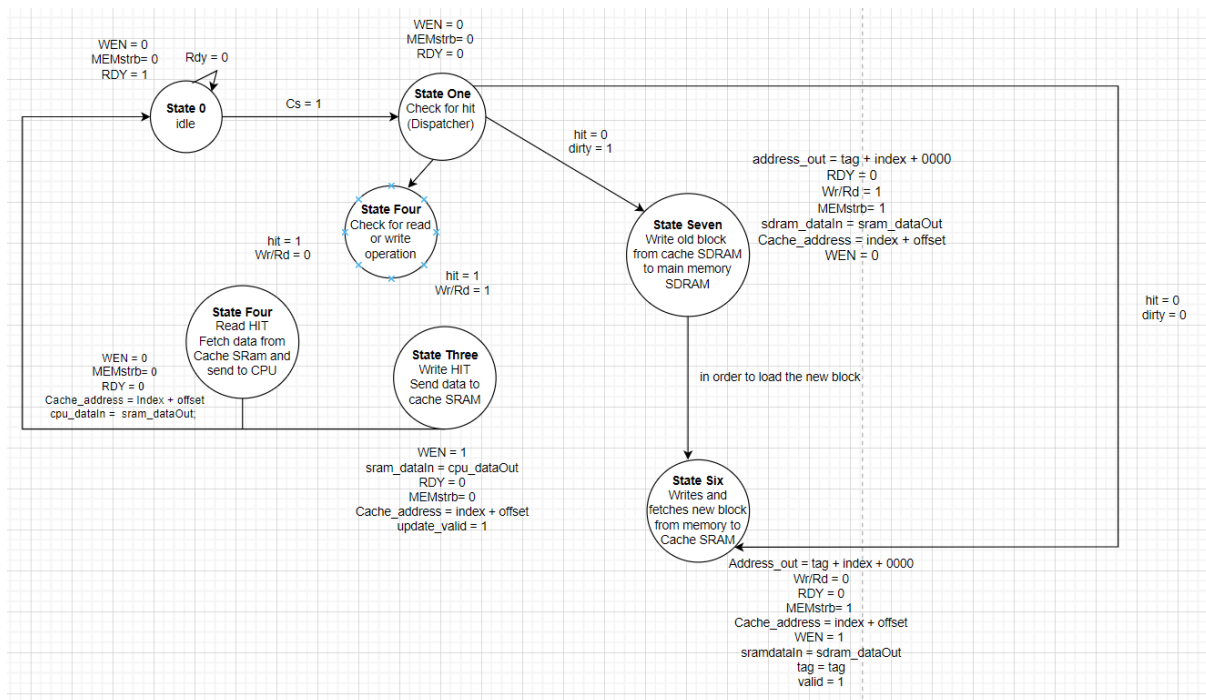 WEN = 0
MEMstrb= 0
RDY = 1
Rdy = 0
State 0
idle
Cs = 1
WEN = 0
MEMstrb= 0
RDY = 0
State One
Check for hit
(Dispatcher)
hit = 0
dirty = 1
State Four
Check for read
or write
operation
hit = 1
Wr/Rd = 0
hit = 1
Wr/Rd = 1
State Seven
Write old block
from cache SDRAM
to main memory
SDRAM
address_out = tag + index + 0000
RDY = 0
Wr/Rd = 1
MEMstrb= 1
sdram_dataIn = sram_dataOut
Cache_address = index + offset
WEN = 0
hit = 0
dirty = 0
State Four
Read HIT
Fetch data from
Cache SRam and
send to CPU
WEN = 0
MEMstrb= 0
RDY = 0
Cache_address = Index + offset
cpu_dataIn = sram_dataOut;
State Three
Write HIT
Send data to
cache SRAM
WEN = 1
sram_dataIn = cpu_dataOut
RDY = 0
MEMstrb= 0
Cache_address = index + offset
update_valid = 1
in order to load the new block
State Six
Writes and
fetches new block
from memory to
Cache SRAM
Address_out = tag + index + 0000
Wr/Rd = 0
RDY = 0
MEMstrb= 1
Cache_address = index + offset
WEN = 1
sramdataIn = sdram_dataOut
tag = tag
valid = 1